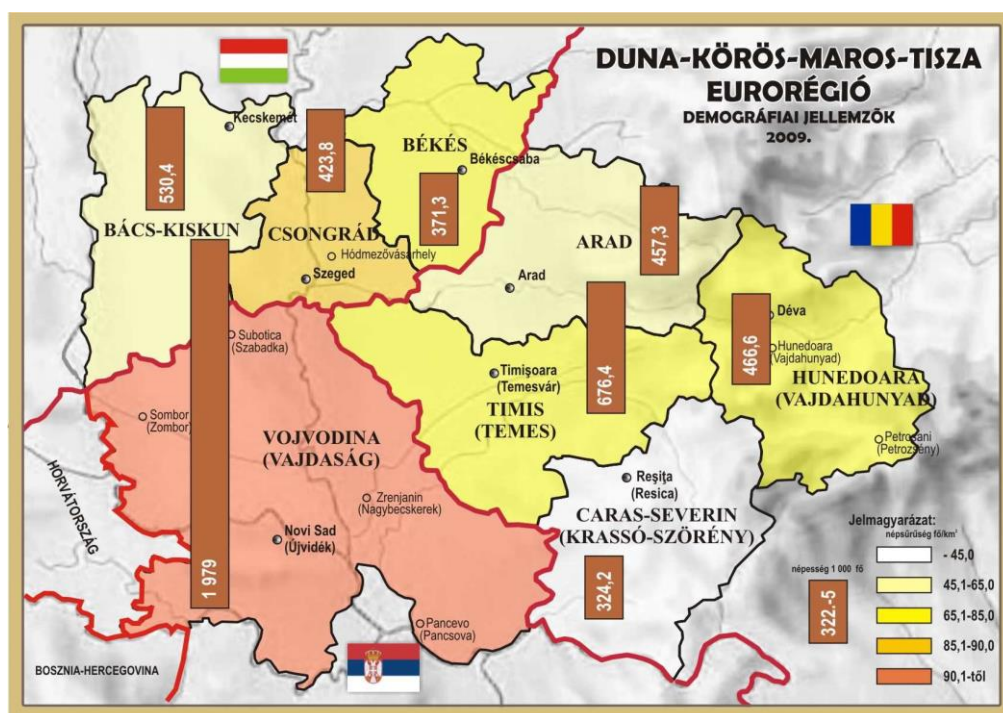 DUNA-KÖRÖS-MAROS-TISZA
EURORÉGIÓ
DEMOGRÁFIAI JELLEMZŐK
2009.
Kecskemét
530,4
BÁCS-KISKUN
423,8
CSONGRÁD
Hódmezővásárhely
Szeged
BÉKÉS
Békéscsaba
371,3
ARAD
457,3
Arad
Déva
466,6
Hunedoara
(Vajdahunyad)
HUNEDOARA
(VAJDAHUNYAD)
Petrosani
(Petrozsény)
Subotica
(Szabadka)
Timişoara
(Temesvár)
676,4
TIMIS
(TEMES)
Sombor
(Zombor)
VOJVODINA
(VAJDASÁG)
Zrenjanin
(Nagybecskerek)
Novi Sad
(Újvidék)
1 979
Reşiţa
(Resica)
CARAS-SEVERIN
(KRASSÓ-SZÖRÉNY)
324,2
Pancevo
(Pancsova)
HORVÁTORSZÁG
BOSZNIA-HERCEGOVINA
Jelmagyarázat:
népsűrűség fő/km²
- 45,0
45,1-65,0
65,1-85,0
85,1-90,0
90,1-től
népesség 1 000 fő
322.-5